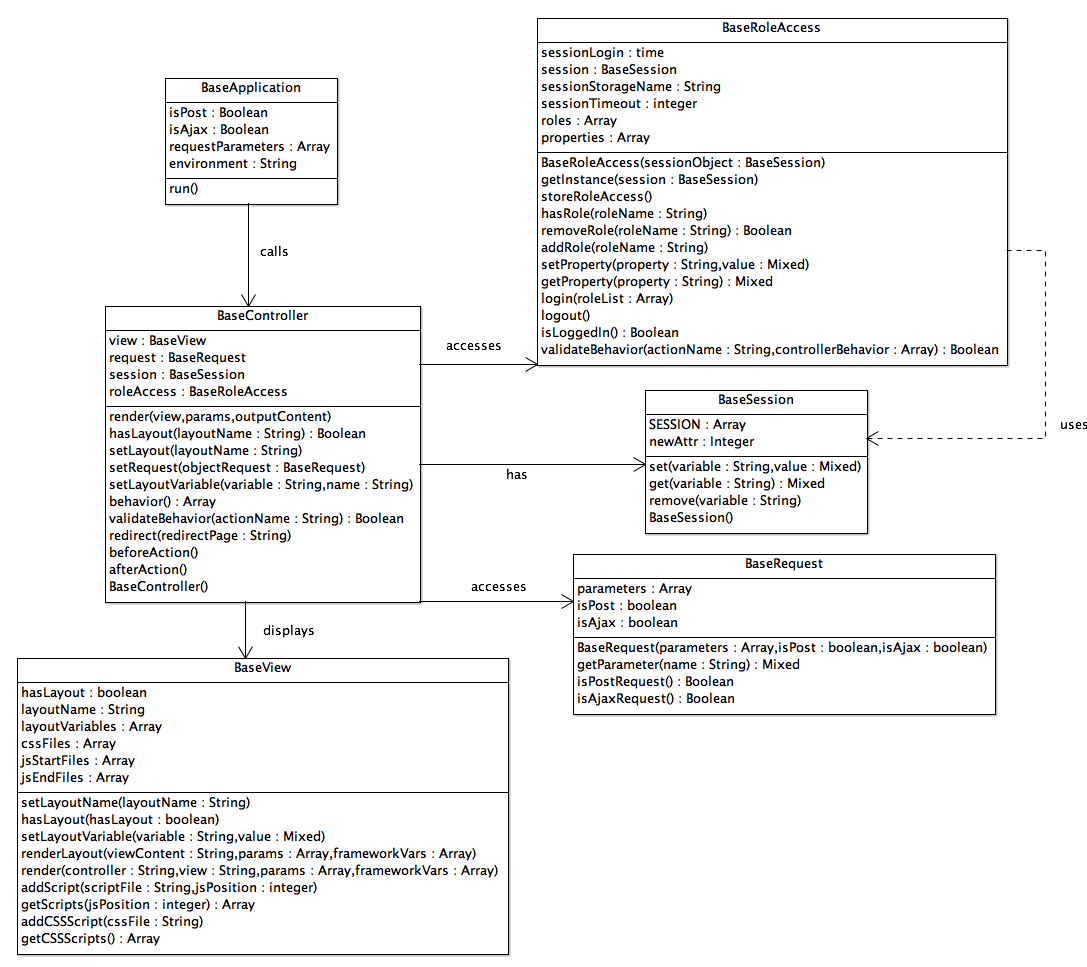 BaseRoleAccess
sessionLogin : time
session : BaseSession
sessionStorageName : String
sessionTimeout : integer
roles : Array
properties : Array
BaseRoleAccess(sessionObject : BaseSession)
getInstance(session : BaseSession)
storeRoleAccess()
hasRole(roleName : String)
removeRole(roleName : String) : Boolean
addRole(roleName : String)
setProperty(property : String,value : Mixed)
getProperty(property : String) : Mixed
login(roleList : Array)
logout()
isLoggedIn() : Boolean
validateBehavior(actionName : String,controllerBehavior : Array) : Boolean
BaseApplication
isPost : Boolean
isAjax : Boolean
requestParameters : Array
environment : String
run()
calls
BaseController
view : BaseView
request : BaseRequest
session : BaseSession
roleAccess : BaseRoleAccess
render(view,params,outputContent)
hasLayout(layoutName : String) : Boolean
setLayout(layoutName : String)
setRequest(objectRequest : BaseRequest)
setLayoutVariable(variable : String,name : String)
behavior() : Array
validateBehavior(actionName : String) : Boolean
redirect(redirectPage : String)
beforeAction()
afterAction()
BaseController()
accesses
has
accesses
displays
uses
BaseSession
SESSION : Array
newAttr : Integer
set(variable : String,value : Mixed)
get(variable : String) : Mixed
remove(variable : String)
BaseSession()
BaseRequest
parameters : Array
isPost : boolean
isAjax : boolean
BaseRequest(parameters : Array,isPost : boolean,isAjax : boolean)
getParameter(name : String) : Mixed
isPostRequest() : Boolean
isAjaxRequest() : Boolean
BaseView
hasLayout : boolean
layoutName : String
layoutVariables : Array
cssFiles : Array
jsStartFiles : Array
jsEndFiles : Array
setLayoutName(layoutName : String)
hasLayout(hasLayout : boolean)
setLayoutVariable(variable : String,value : Mixed)
renderLayout(viewContent : String,params : Array,frameworkVars : Array)
render(controller : String,view : String,params : Array,frameworkVars : Array)
addScript(scriptFile : String,jsPosition : integer)
getScripts(jsPosition : integer) : Array
addCSSScript(cssFile : String)
getCSSScripts() : Array